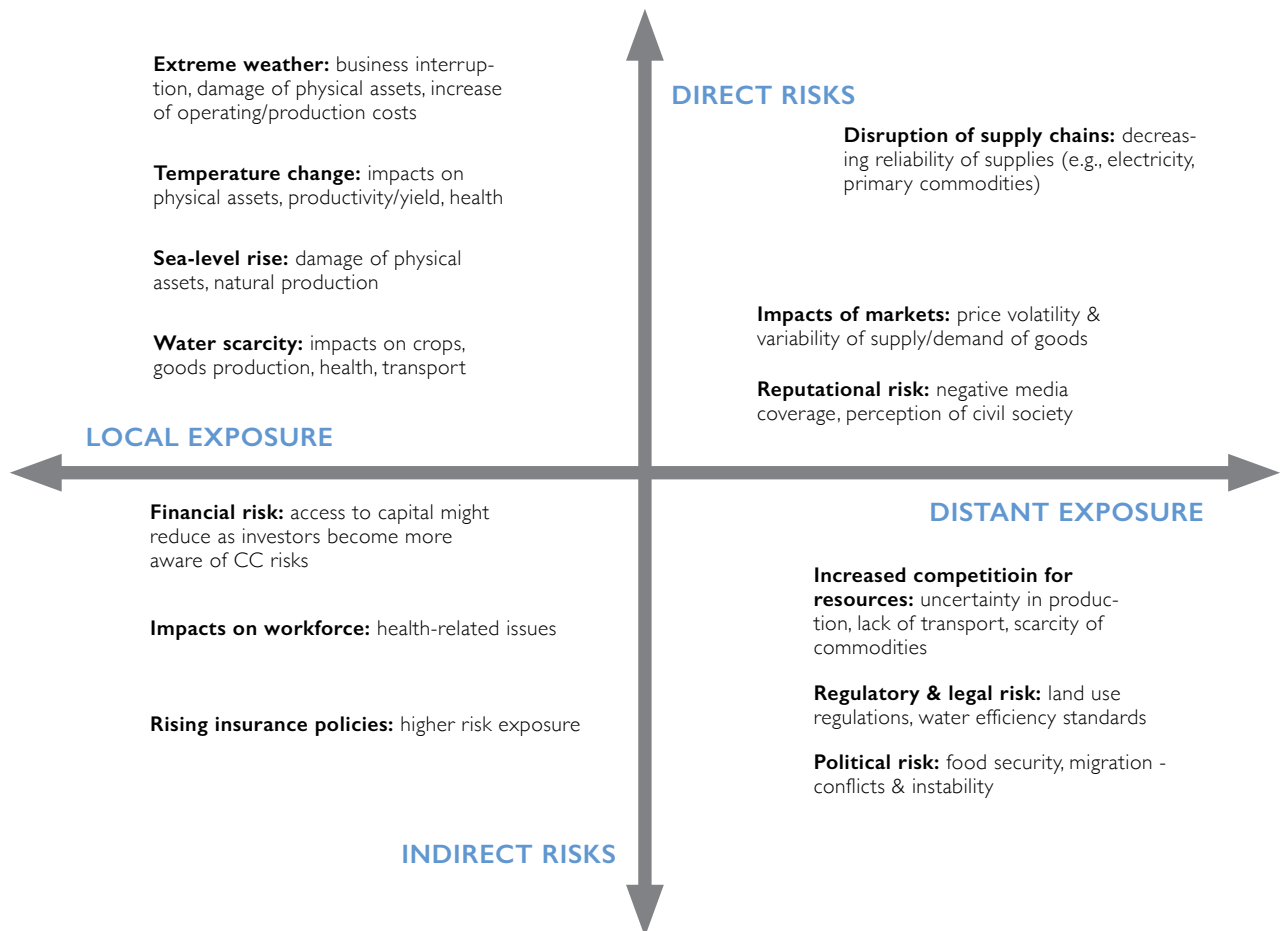 Extreme weather: business interrup-
tion, damage of physical assets, increase
of operating/production costs
Temperature change: impacts on
physical assets, productivity/yield, health
Sea-level rise: damage of physical
assets, natural production
Water scarcity: impacts on crops,
goods production, health, transport
LOCAL EXPOSURE
DIRECT RISKS
Disruption of supply chains: decreas-
ing reliability of supplies (e.g., electricity,
primary commodities)
Impacts of markets: price volatility &
variability of supply/demand of goods
Reputational risk: negative media
coverage, perception of civil society
Financial risk: access to capital might
reduce as investors become more
aware of CC risks
Impacts on workforce: health-related issues
Rising insurance policies: higher risk exposure
INDIRECT RISKS
DISTANT EXPOSURE
Increased competitioin for
resources: uncertainty in produc-
tion, lack of transport, scarcity of
commodities
Regulatory & legal risk: land use
regulations, water efficiency standards
Political risk: food security, migration -
conflicts & instability